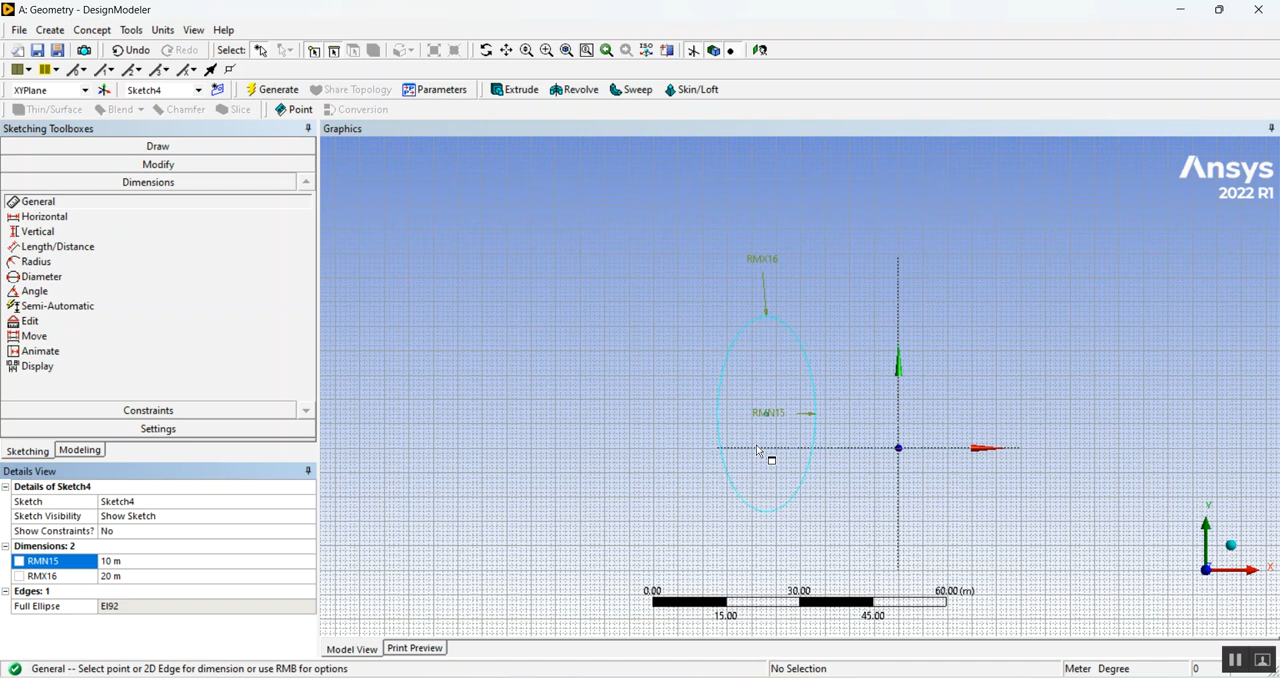 A: Geometry - DesignModeler
File Create Concept Tools Units View Help
Undo Redo Select:
XYPlane Sketch4 Generate Share Topology Parameters Extrude Revolve Sweep Skin/Loft
Thin/Surface Blend Chamfer Slice Point Conversion
Sketching Toolboxes
Graphics
Draw
Modify
Dimensions
General
Horizontal
Vertical
Length/Distance
Radius
Diameter
Angle
Semi-Automatic
Edit
Move
Animate
Display
Constraints
Settings
Sketching Modeling
Details View
Details of Sketch4
Sketch Sketch4
Sketch Visibility Show Sketch
Show Constraints? No
Dimensions: 2
RMN15 10 m
RMX16 20 m
Edges: 1
Full Ellipse El92
Ansys
2022 R1
RMX16
RMN15
Y
X
0.00 30.00 60.00 (m)
15.00 45.00
Model View Print Preview
General -- Select point or 2D Edge for dimension or use RMB for options
No Selection
Meter Degree 0